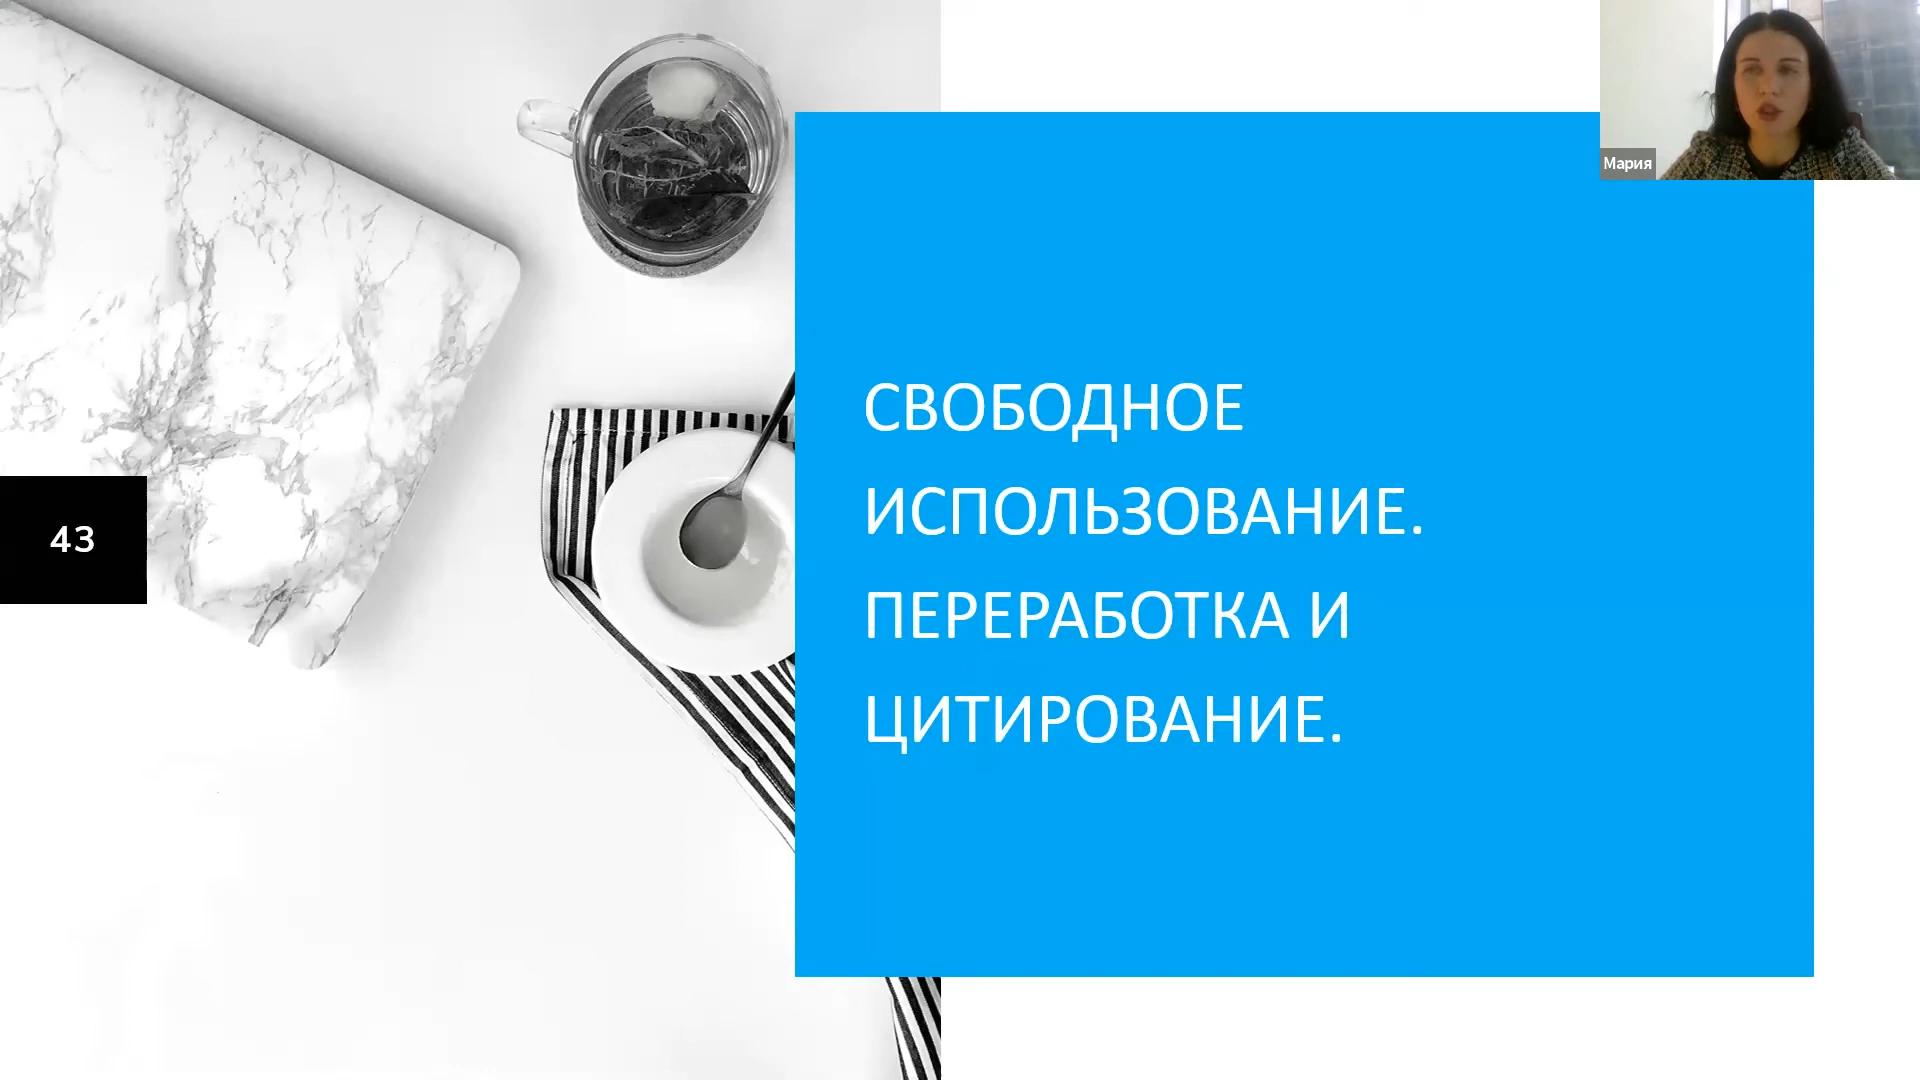 Мария
43
СВОБОДНОЕ
ИСПОЛЬЗОВАНИЕ.
ПЕРЕРАБОТКА И
ЦИТИРОВАНИЕ.